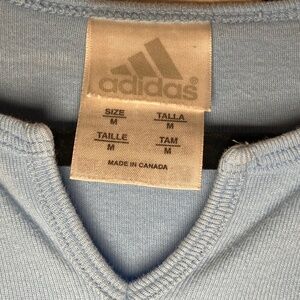 adidas®
SIZE TALLA
M M
TAILLE TAM
M M
MADE IN CANADA